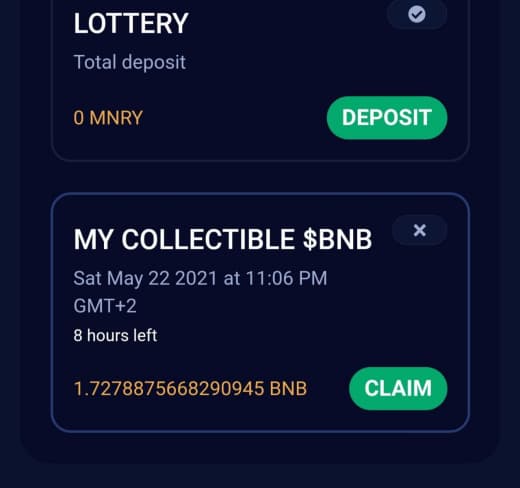 LOTTERY
Total deposit
0 MNRY
DEPOSIT
MY COLLECTIBLE $BNB
Sat May 22 2021 at 11:06 PM
GMT+2
8 hours left
1.7278875668290945 BNB
CLAIM